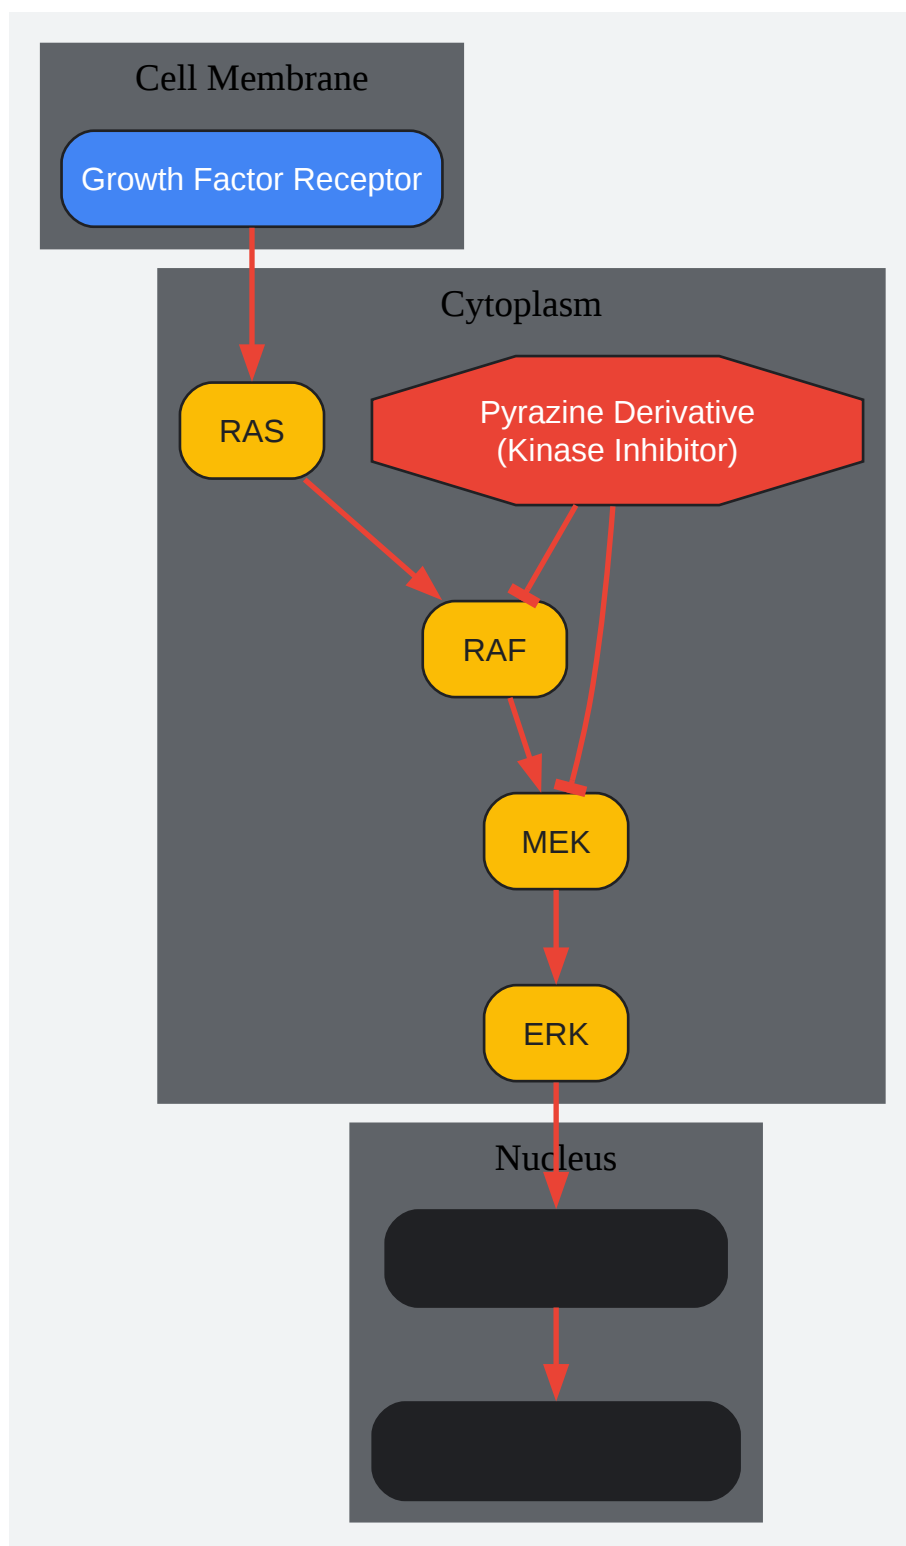 Cell Membrane
Growth Factor Receptor
Cytoplasm
RAS
Pyrazine Derivative
(Kinase Inhibitor)
RAF
MEK
ERK
Nucleus